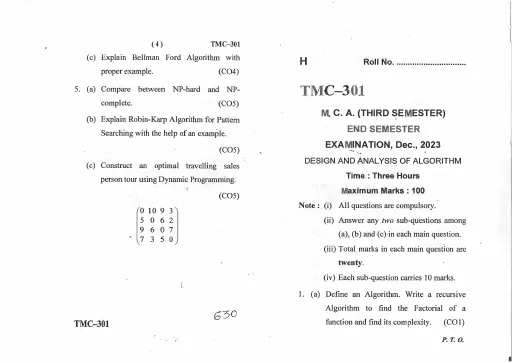 (4) TMC–301
(c) Explain Bellman Ford Algorithm with
proper example. (CO4)
5. (a) Compare between NP-hard and NP-
complete. (CO5)
(b) Explain Robin-Karp Algorithm for Pattern
Searching with the help of an example.
(CO5)
(c) Construct an optimal travelling sales
person tour using Dynamic Programming.
(CO5)
0 10 9 3
5 0 6 2
9 6 0 7
7 3 5 0
630
TMC–301
H Roll No. ..............................
TMC–301
M. C. A. (THIRD SEMESTER)
END SEMESTER
EXAMINATION, Dec., 2023
DESIGN AND ANALYSIS OF ALGORITHM
Time : Three Hours
Maximum Marks : 100
Note : (i) All questions are compulsory.
(ii) Answer any two sub-questions among
(a), (b) and (c) in each main question.
(iii) Total marks in each main question are
twenty.
(iv) Each sub-question carries 10 marks.
1. (a) Define an Algorithm. Write a recursive
Algorithm to find the Factorial of a
function and find its complexity. (CO1)
P. T. O.